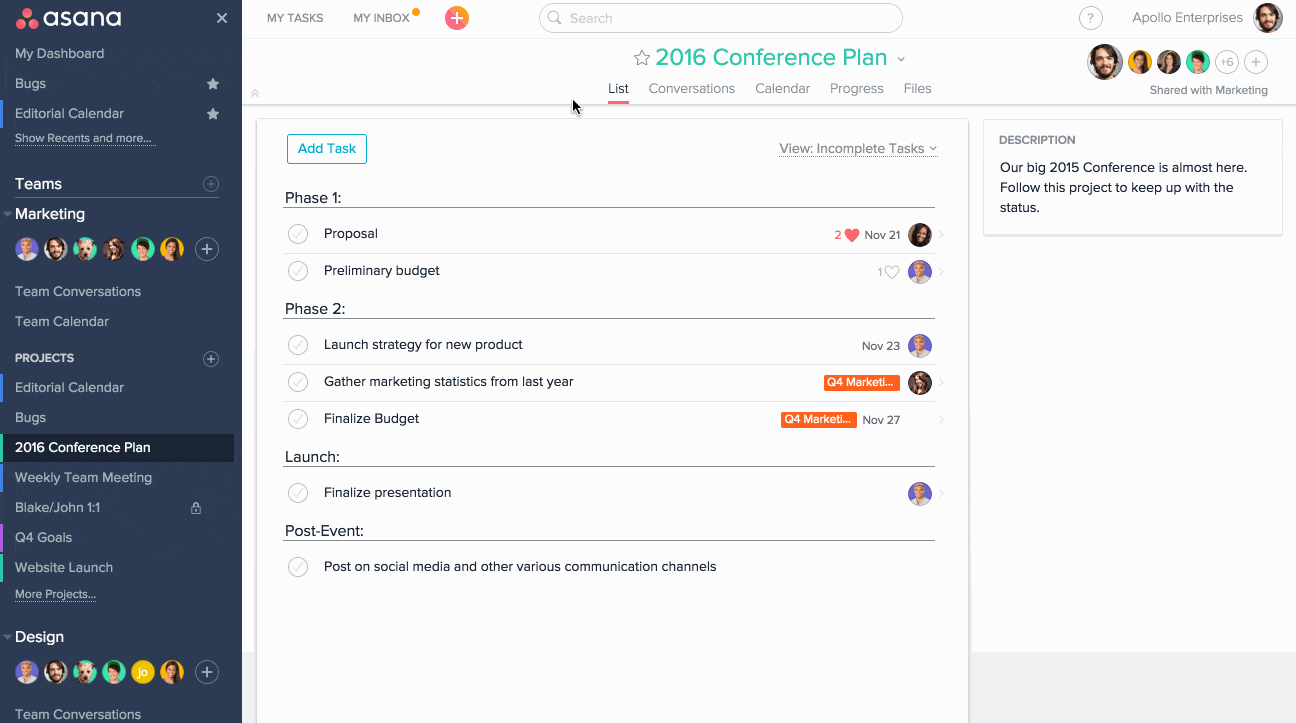 asana
My Dashboard
Bugs
Editorial Calendar
Show Recents and more...
Teams
Marketing
Team Conversations
Team Calendar
PROJECTS
Editorial Calendar
Bugs
2016 Conference Plan
Weekly Team Meeting
Blake/John 1:1
Q4 Goals
Website Launch
More Projects...
Design
jo
Team Conversations
MY TASKS MY INBOX Search ? Apollo Enterprises
2016 Conference Plan
+6
List Conversations Calendar Progress Files
Shared with Marketing
Add Task View: Incomplete Tasks
Phase 1:
Proposal 2 Nov 21
Preliminary budget 1
Phase 2:
Launch strategy for new product Nov 23
Gather marketing statistics from last year Q4 Marketi...
Finalize Budget Q4 Marketi... Nov 27
Launch:
Finalize presentation
Post-Event:
Post on social media and other various communication channels
DESCRIPTION
Our big 2015 Conference is almost here.
Follow this project to keep up with the
status.